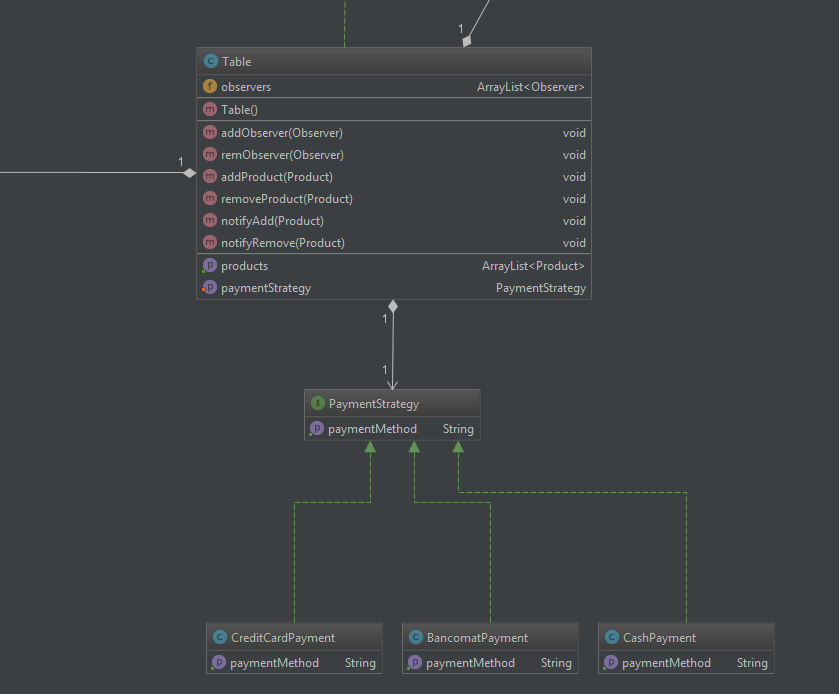 1
c Table
f observers ArrayList<Observer>
m Table()
m addObserver(Observer) void
m remObserver(Observer) void
1
m addProduct(Product) void
m removeProduct(Product) void
m notifyAdd(Product) void
m notifyRemove(Product) void
p products ArrayList<Product>
p paymentStrategy PaymentStrategy
1
1
I PaymentStrategy
p paymentMethod String
c CreditCardPayment
p paymentMethod String
c BancomatPayment
p paymentMethod String
c CashPayment
p paymentMethod String